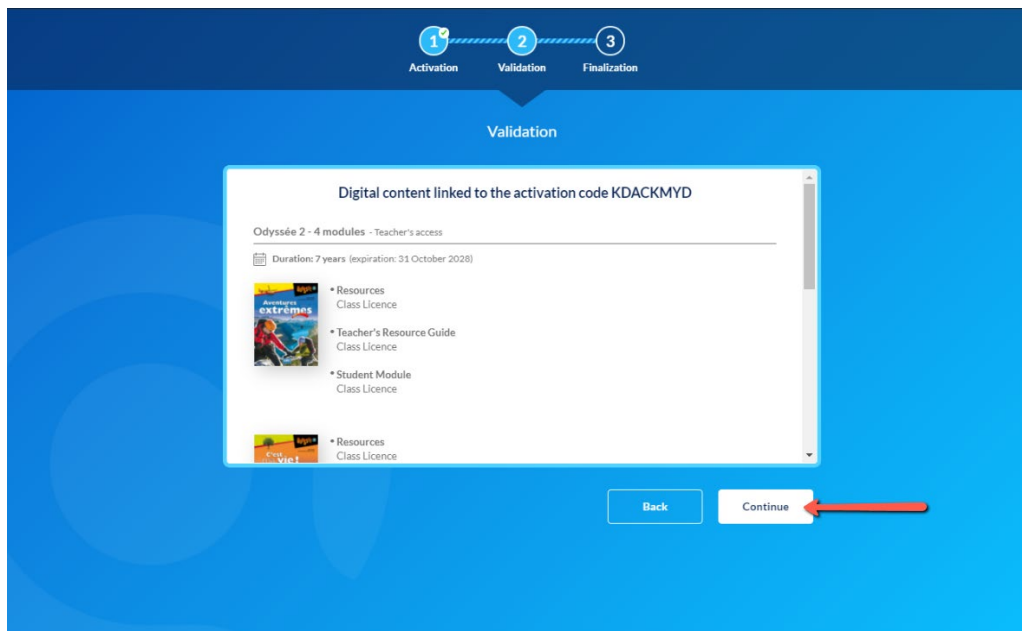 1
2
3
Activation
Validation
Finalization
Validation
Digital content linked to the activation code KDACKMYD
Odyssée 2 - 4 modules - Teacher's access
Duration: 7 years (expiration: 31 October 2028)
Aventures
extrêmes
• Resources
Class Licence
• Teacher's Resource Guide
Class Licence
• Student Module
Class Licence
C'est
vie!
• Resources
Class Licence
Back
Continue